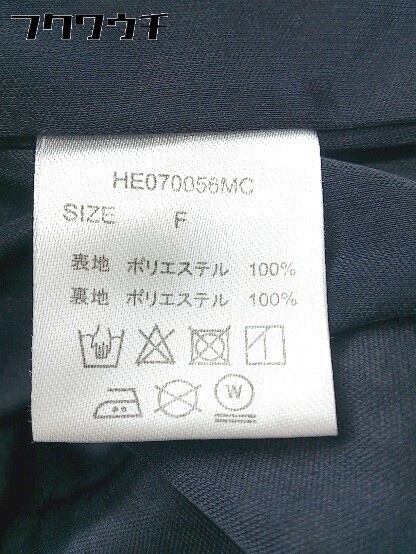 フクワウチ
HE070056MC
SIZE F
表地 ポリエステル 100%
裏地 ポリエステル 100%
W